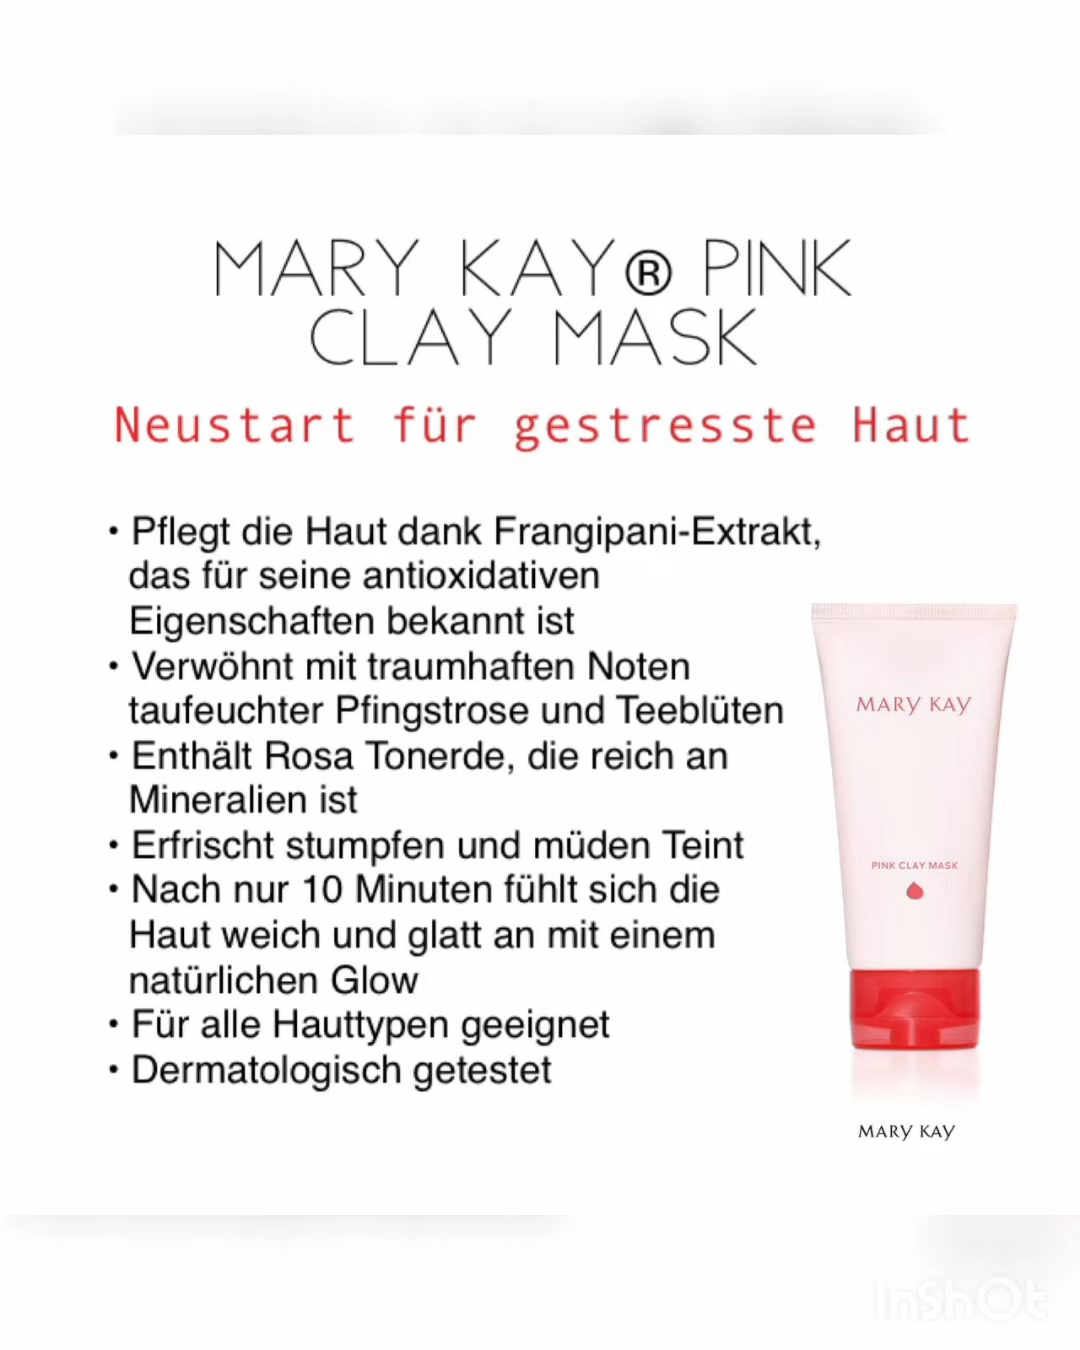 MARY KAY® PINK
CLAY MASK
Neustart für gestresste Haut
• Pflegt die Haut dank Frangipani-Extrakt,
das für seine antioxidativen
Eigenschaften bekannt ist
• Verwöhnt mit traumhaften Noten
taufeuchter Pfingstrose und Teeblüten
• Enthält Rosa Tonerde, die reich an
Mineralien ist
• Erfrischt stumpfen und müden Teint
• Nach nur 10 Minuten fühlt sich die
Haut weich und glatt an mit einem
natürlichen Glow
• Für alle Hauttypen geeignet
• Dermatologisch getestet
MARY KAY
PINK CLAY MASK
MARY KAY
InShOt